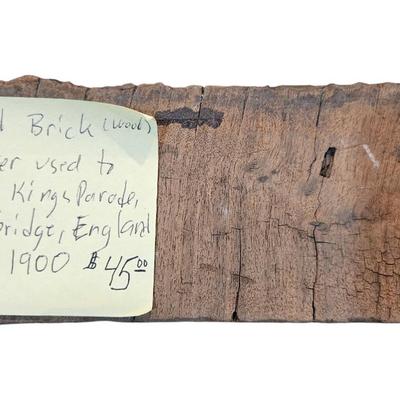 d Brick (wood)
er used to
Kings Parade,
bridge, England
1900 $45.00